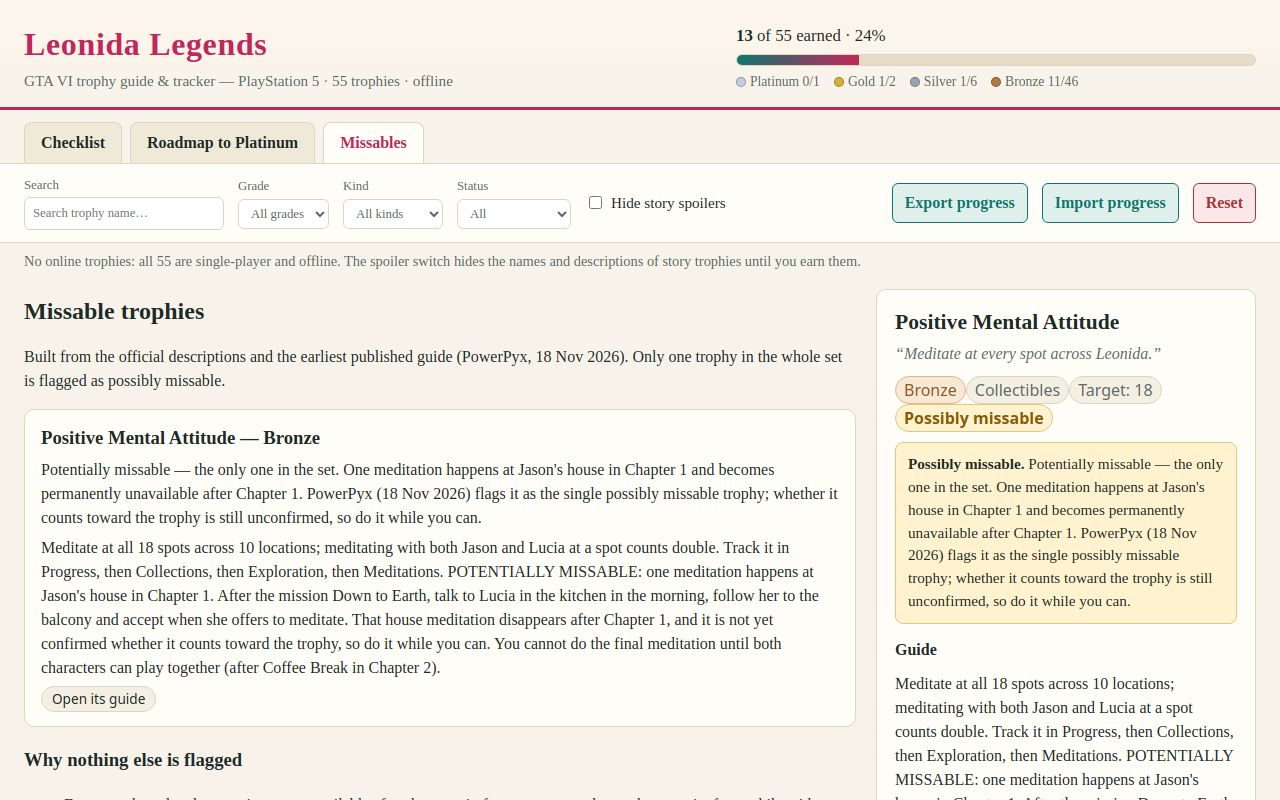 Leonida Legends
GTA VI trophy guide & tracker — PlayStation 5 · 55 trophies · offline
13 of 55 earned · 24%
Platinum 0/1 Gold 1/2 Silver 1/6 Bronze 11/46
Checklist Roadmap to Platinum Missables
Search Grade Kind Status
Search trophy name… All grades All kinds All Hide story spoilers Export progress Import progress Reset
No online trophies: all 55 are single-player and offline. The spoiler switch hides the names and descriptions of story trophies until you earn them.
Missable trophies
Built from the official descriptions and the earliest published guide (PowerPyx, 18 Nov 2026). Only one trophy in the whole set
is flagged as possibly missable.
Positive Mental Attitude — Bronze
Potentially missable — the only one in the set. One meditation happens at Jason's house in Chapter 1 and becomes
permanently unavailable after Chapter 1. PowerPyx (18 Nov 2026) flags it as the single possibly missable trophy; whether it
counts toward the trophy is still unconfirmed, so do it while you can.
Meditate at all 18 spots across 10 locations; meditating with both Jason and Lucia at a spot counts double. Track it in
Progress, then Collections, then Exploration, then Meditations. POTENTIALLY MISSABLE: one meditation happens at
Jason's house in Chapter 1. After the mission Down to Earth, talk to Lucia in the kitchen in the morning, follow her to the
balcony and accept when she offers to meditate. That house meditation disappears after Chapter 1, and it is not yet
confirmed whether it counts toward the trophy, so do it while you can. You cannot do the final meditation until both
characters can play together (after Coffee Break in Chapter 2).
Open its guide
Why nothing else is flagged
Positive Mental Attitude
“Meditate at every spot across Leonida.”
Bronze Collectibles Target: 18
Possibly missable
Possibly missable. Potentially missable — the only
one in the set. One meditation happens at Jason's
house in Chapter 1 and becomes permanently
unavailable after Chapter 1. PowerPyx (18 Nov
2026) flags it as the single possibly missable
trophy; whether it counts toward the trophy is still
unconfirmed, so do it while you can.
Guide
Meditate at all 18 spots across 10 locations;
meditating with both Jason and Lucia at a spot
counts double. Track it in Progress, then Collections,
then Exploration, then Meditations. POTENTIALLY
MISSABLE: one meditation happens at Jason's